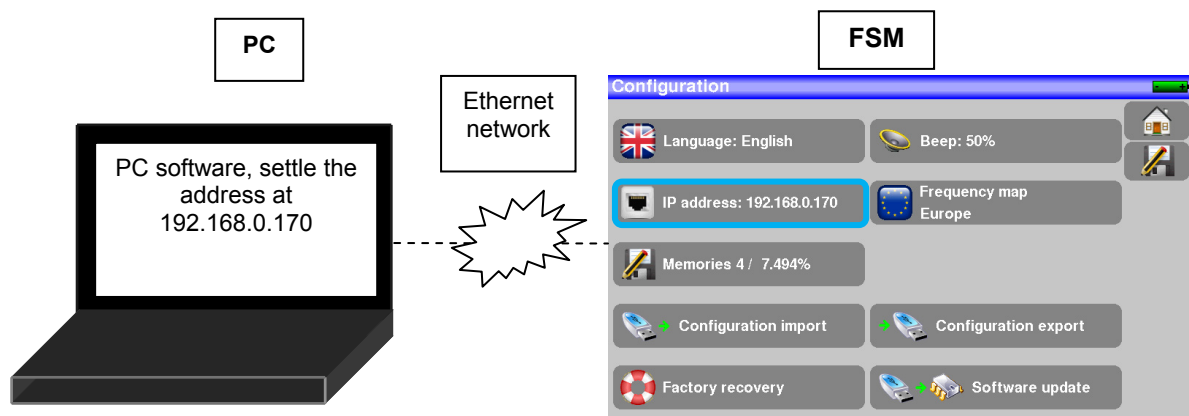 PC
FSM
Ethernet
network
PC software, settle the
address at
192.168.0.170
Configuration
Language: English
Beep: 50%
IP address: 192.168.0.170
Frequency map
Europe
Memories 4 / 7.494%
Configuration import
Configuration export
Factory recovery
Software update